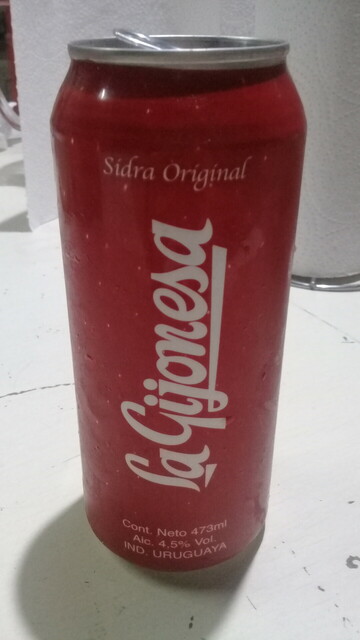 Sidra Original
La Gijonesa
Cont. Neto 473ml
Alc. 4,5% Vol.
IND. URUGUAYA